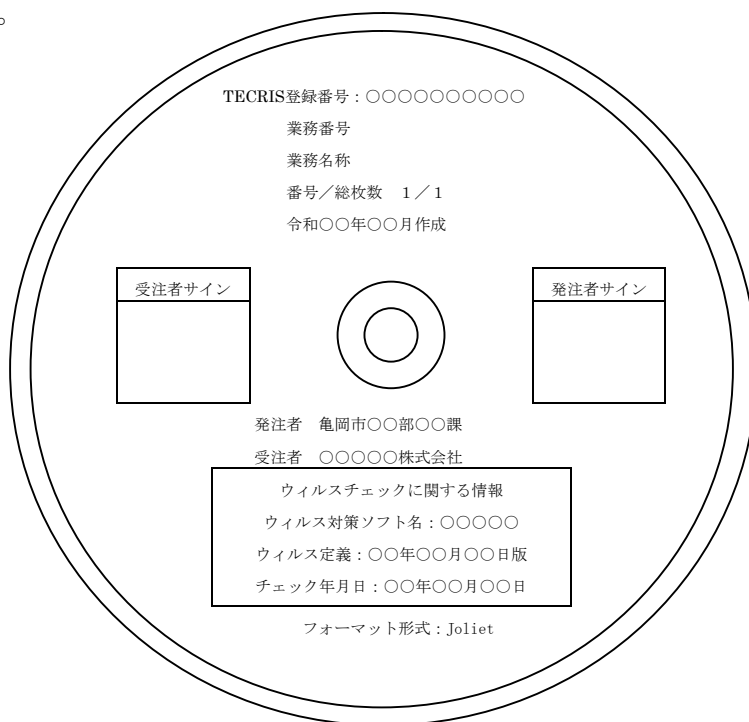 。
TECRIS登録番号：○○○○○○○○○○
業務番号
業務名称
番号／総枚数　１／１
令和○○年○○月作成
受注者サイン
発注者サイン
発注者　亀岡市○○部○○課
受注者　○○○○○株式会社
ウィルスチェックに関する情報
ウィルス対策ソフト名：○○○○○
ウィルス定義：○○年○○月○○日版
チェック年月日：○○年○○月○○日
フォーマット形式：Joliet